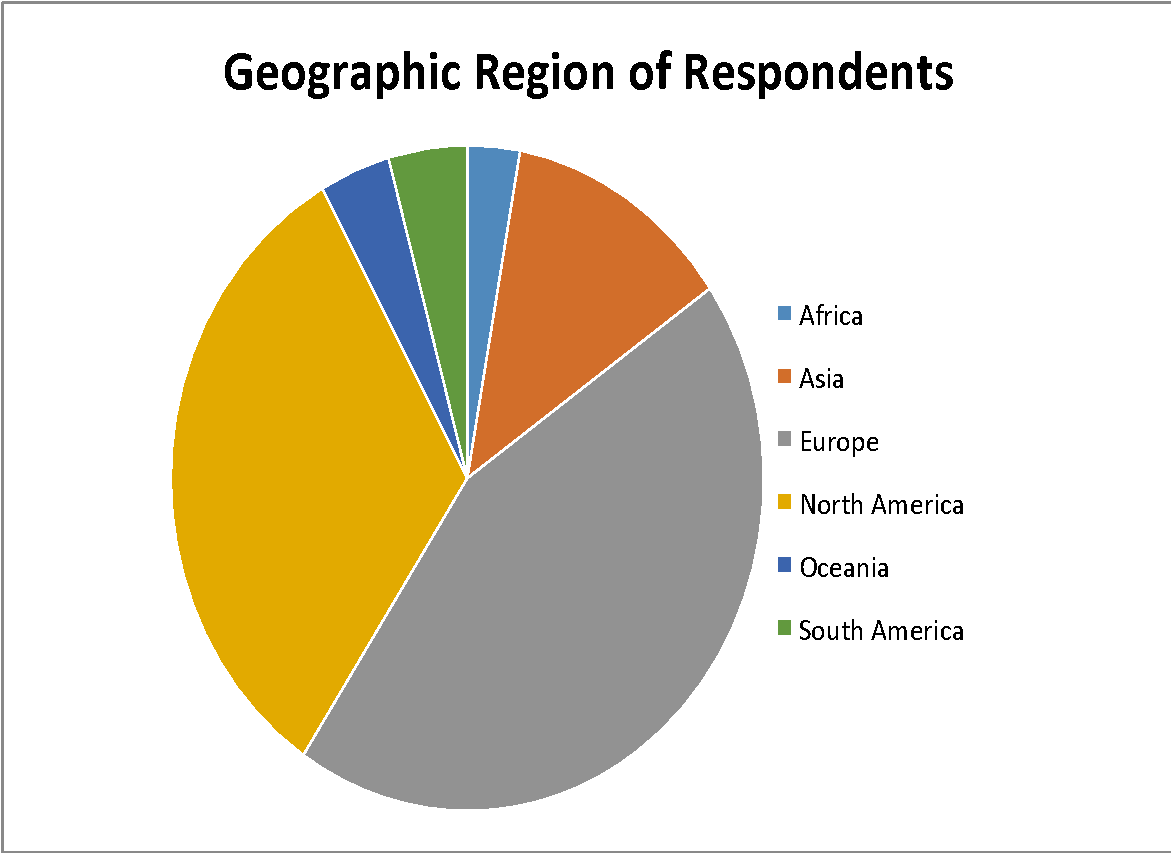 Geographic Region of Respondents
Africa
Asia
Europe
North America
Oceania
South America